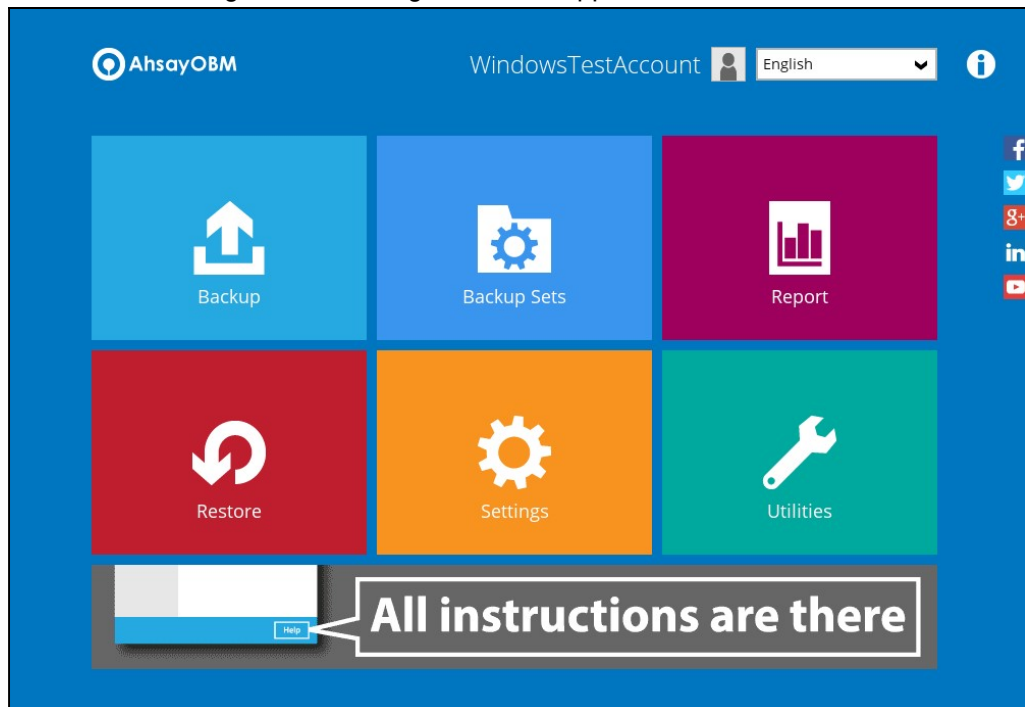 AhsayOBM
WindowsTestAccount
English
Backup
Backup Sets
Report
Restore
Settings
Utilities
Help
All instructions are there